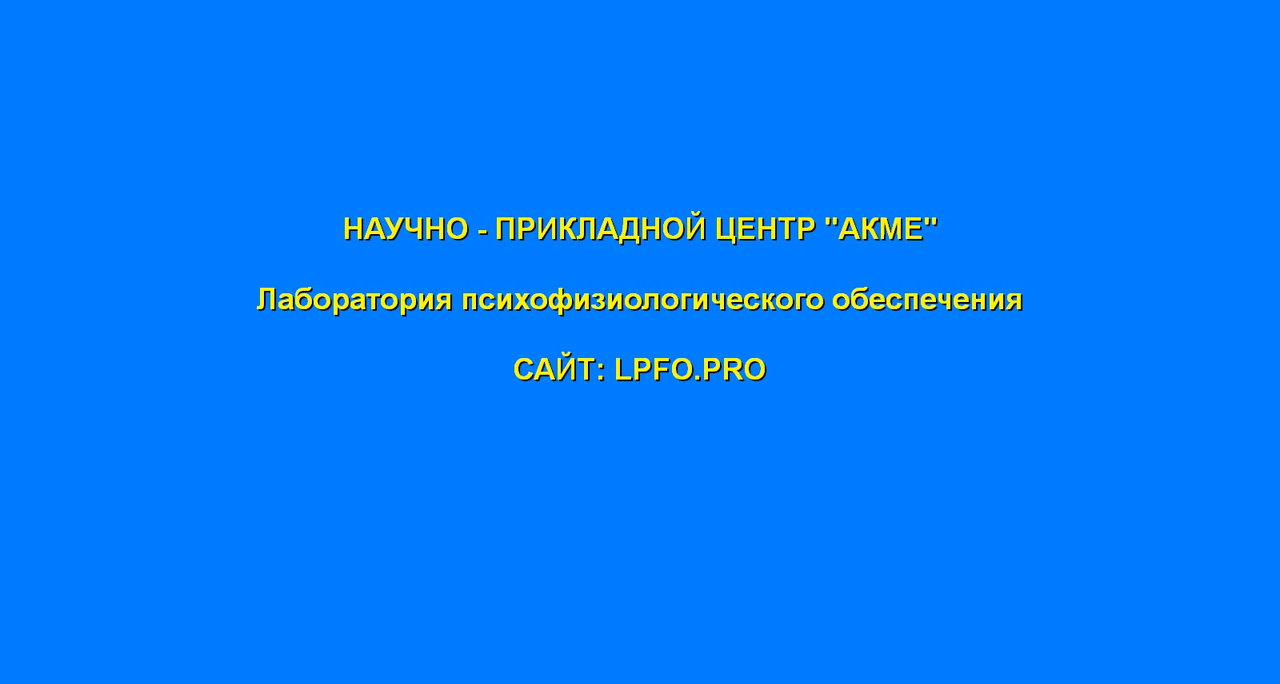 НАУЧНО - ПРИКЛАДНОЙ ЦЕНТР "АКМЕ"
Лаборатория психофизиологического обеспечения
САЙТ: LPFO.PRO